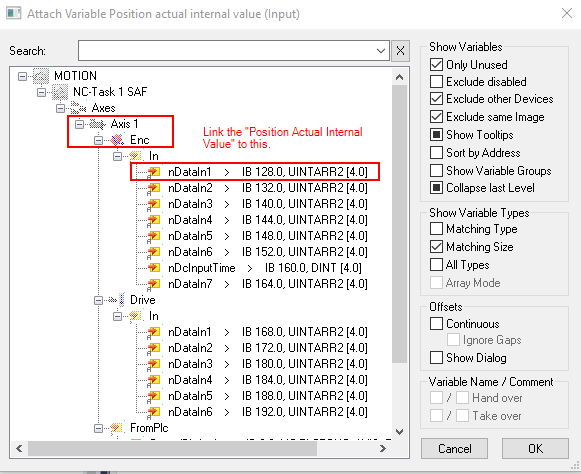 Attach Variable Position actual internal value (Input)
Search:
X
MOTION
NC-Task 1 SAF
Axes
Axis 1
Enc
In
nDataIn1 > IB 128.0, UINTARR2 [4.0]
nDataIn2 > IB 132.0, UINTARR2 [4.0]
nDataIn3 > IB 140.0, UINTARR2 [4.0]
nDataIn4 > IB 144.0, UINTARR2 [4.0]
nDataIn5 > IB 148.0, UINTARR2 [4.0]
nDataIn6 > IB 152.0, UINTARR2 [4.0]
nDcInputTime > IB 160.0, DINT [4.0]
nDataIn7 > IB 164.0, UINTARR2 [4.0]
Drive
In
nDataIn1 > IB 168.0, UINTARR2 [4.0]
nDataIn2 > IB 172.0, UINTARR2 [4.0]
nDataIn3 > IB 180.0, UINTARR2 [4.0]
nDataIn4 > IB 184.0, UINTARR2 [4.0]
nDataIn5 > IB 188.0, UINTARR2 [4.0]
nDataIn6 > IB 192.0, UINTARR2 [4.0]
FromPlc
Link the "Position Actual Internal
Value" to this.
Show Variables
Only Unused
Exclude disabled
Exclude other Devices
Exclude same Image
Show Tooltips
Sort by Address
Show Variable Groups
Collapse last Level
Show Variable Types
Matching Type
Matching Size
All Types
Array Mode
Offsets
Continuous
Ignore Gaps
Show Dialog
Variable Name / Comment
/ Hand over
/ Take over
Cancel
OK